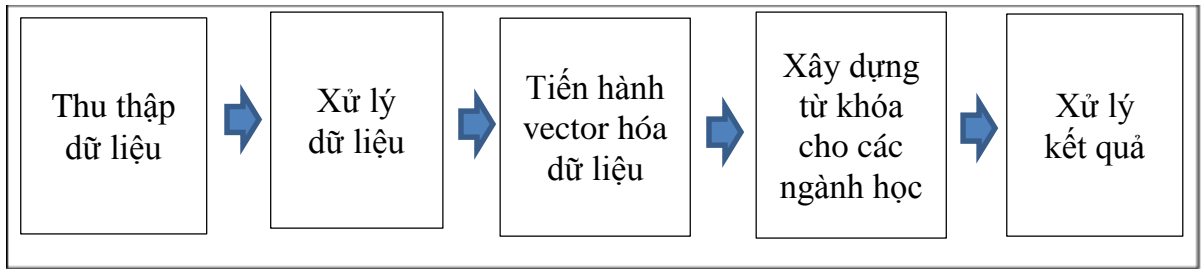 Thu thập
dữ liệu
Xử lý
dữ liệu
Tiến hành
vector hóa
dữ liệu
Xây dựng
từ khóa
cho các
ngành học
Xử lý
kết quả